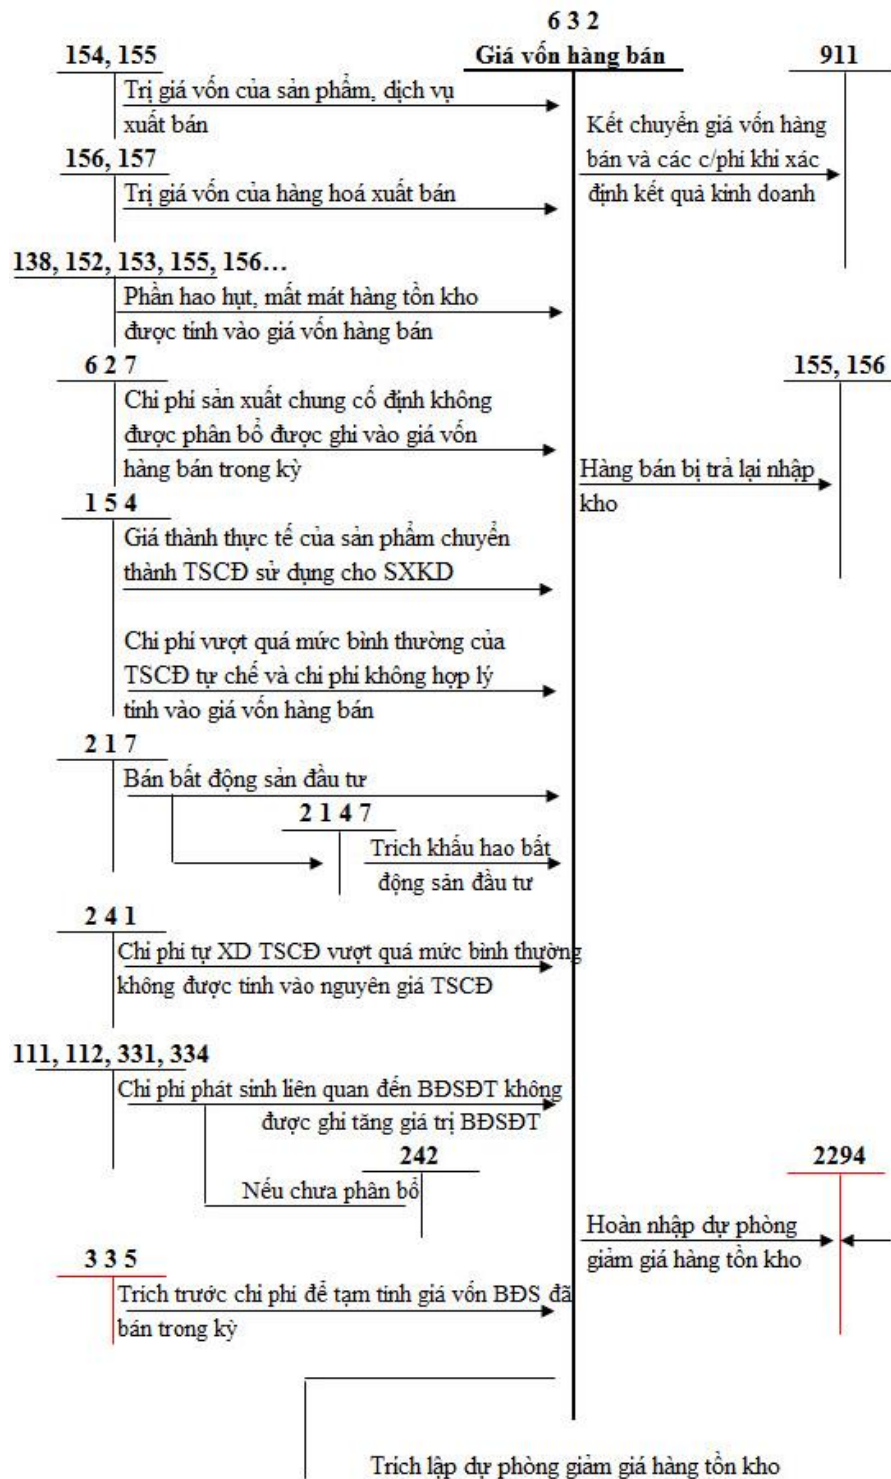 6 3 2
Giá vốn hàng bán
154, 155
Trị giá vốn của sản phẩm, dịch vụ
xuất bán
156, 157
Trị giá vốn của hàng hoá xuất bán
138, 152, 153, 155, 156…
Phần hao hụt, mất mát hàng tồn kho
được tính vào giá vốn hàng bán
6 2 7
Chi phí sản xuất chung cố định không
được phân bổ được ghi vào giá vốn
hàng bán trong kỳ
1 5 4
Giá thành thực tế của sản phẩm chuyển
thành TSCĐ sử dụng cho SXKD
Chi phí vượt quá mức bình thường của
TSCĐ tự chế và chi phí không hợp lý
tính vào giá vốn hàng bán
2 1 7
Bán bất động sản đầu tư
2 1 4 7
Trích khấu hao bất
động sản đầu tư
2 4 1
Chi phí tự XD TSCĐ vượt quá mức bình thường
không được tính vào nguyên giá TSCĐ
111, 112, 331, 334
Chi phí phát sinh liên quan đến BĐSĐT không
được ghi tăng giá trị BĐSĐT
242
Nếu chưa phân bổ
3 3 5
Trích trước chi phí để tạm tính giá vốn BĐS đã
bán trong kỳ
911
Kết chuyển giá vốn hàng
bán và các c/phí khi xác
định kết quả kinh doanh
155, 156
Hàng bán bị trả lại nhập
kho
2294
Hoàn nhập dự phòng
giảm giá hàng tồn kho
Trích lập dự phòng giảm giá hàng tồn kho